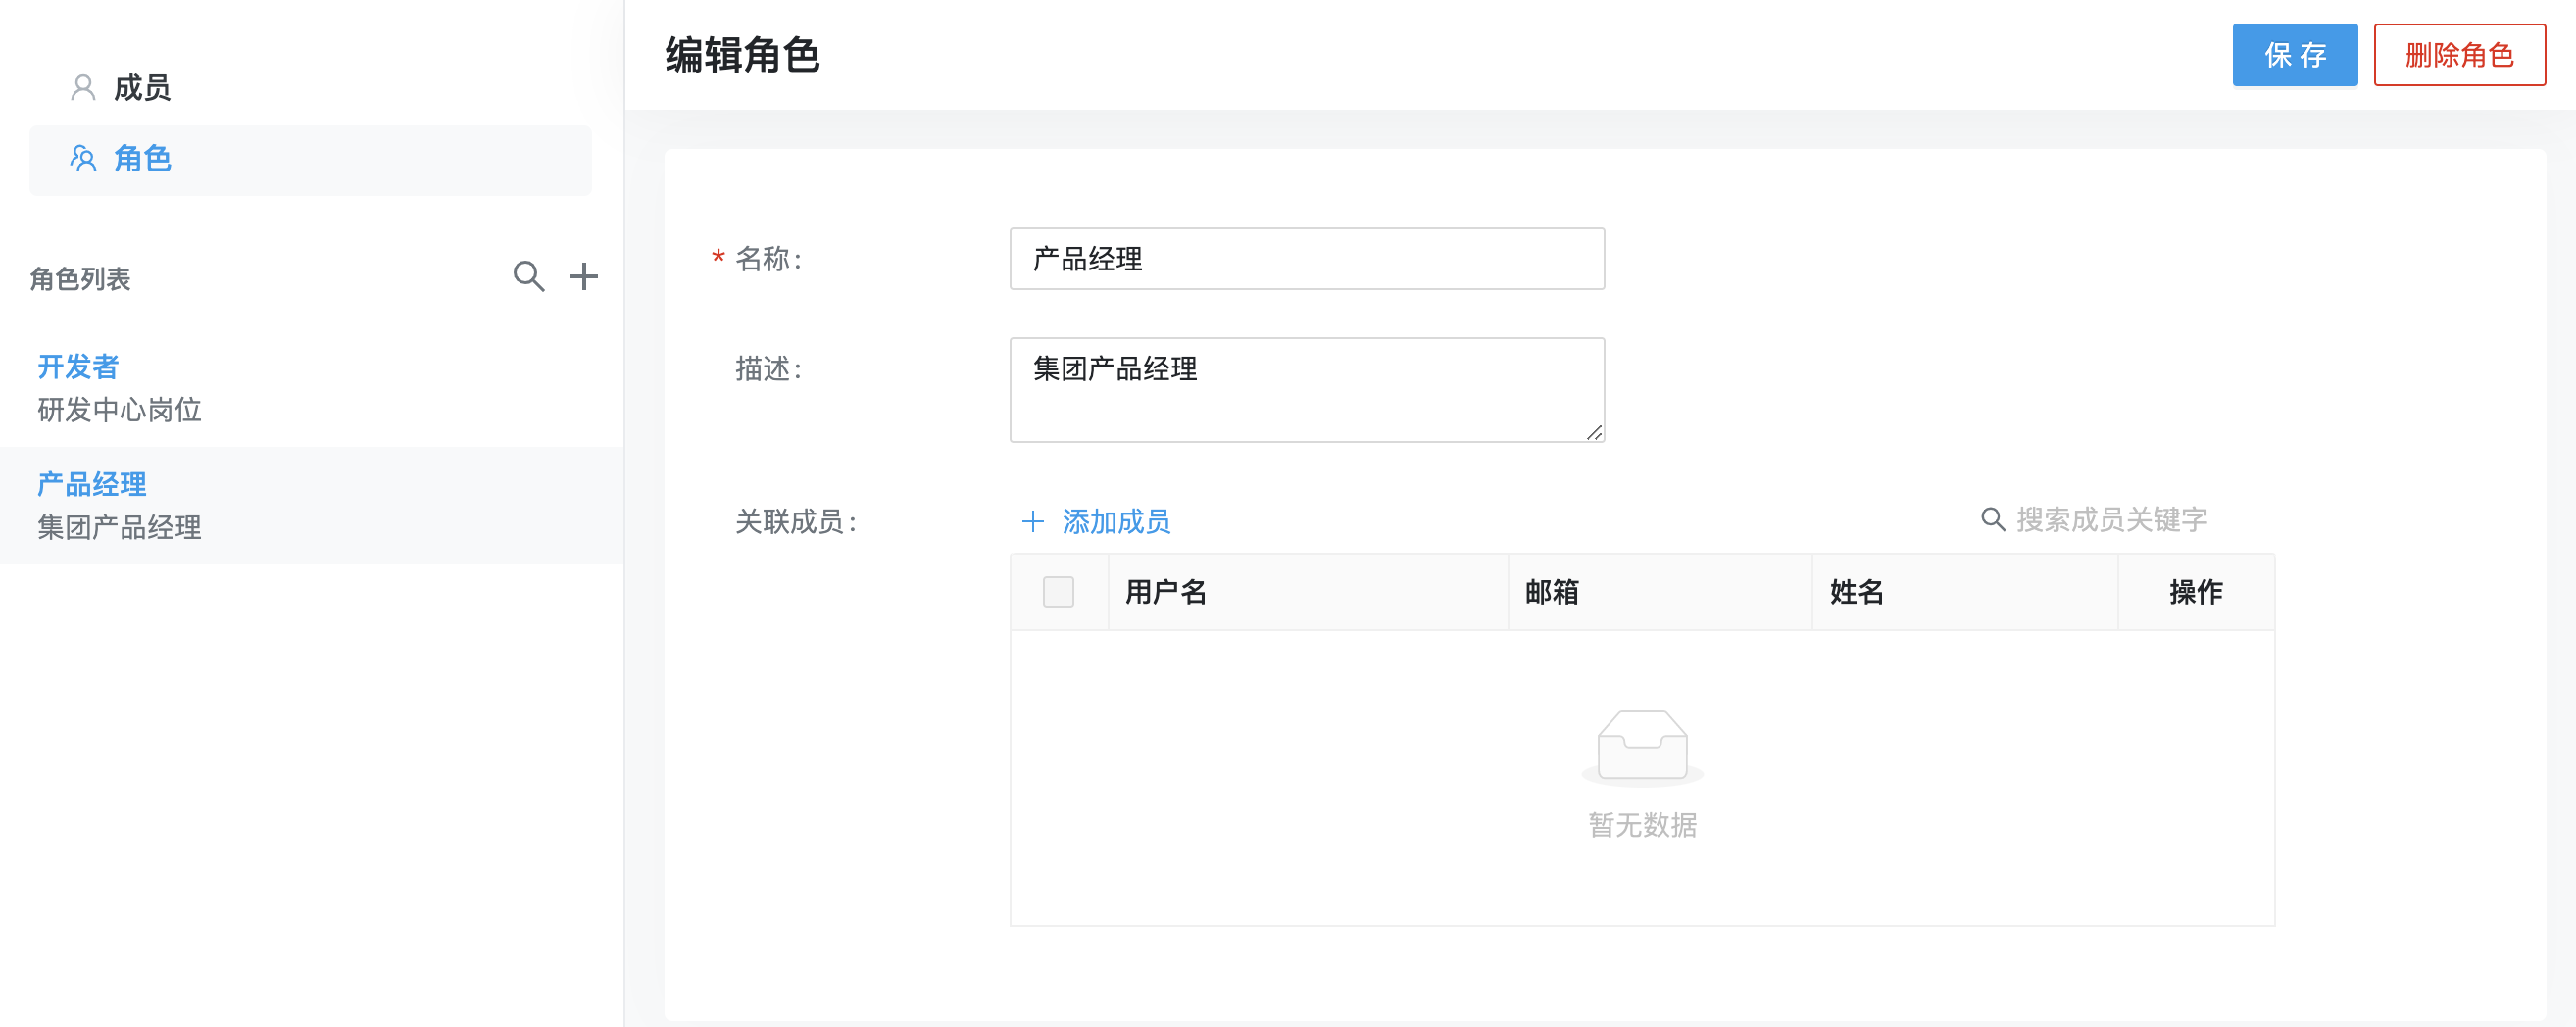 成员
角色
角色列表
开发者
研发中心岗位
产品经理
集团产品经理
编辑角色
保 存
删除角色
* 名称：
产品经理
描述：
集团产品经理
关联成员：
添加成员
搜索成员关键字
用户名 邮箱 姓名 操作
暂无数据